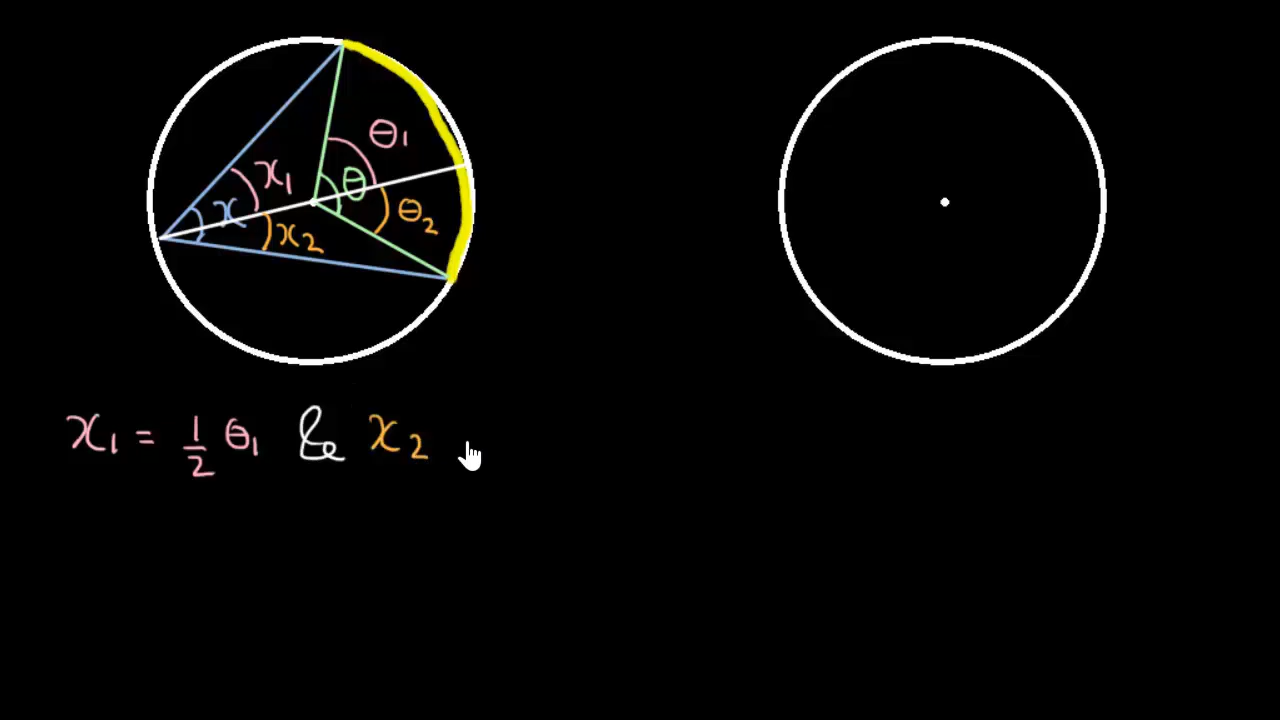 θ₁
x₁
θ
x
θ₂
x₂
x₁ = 1/2 θ₁ & x₂